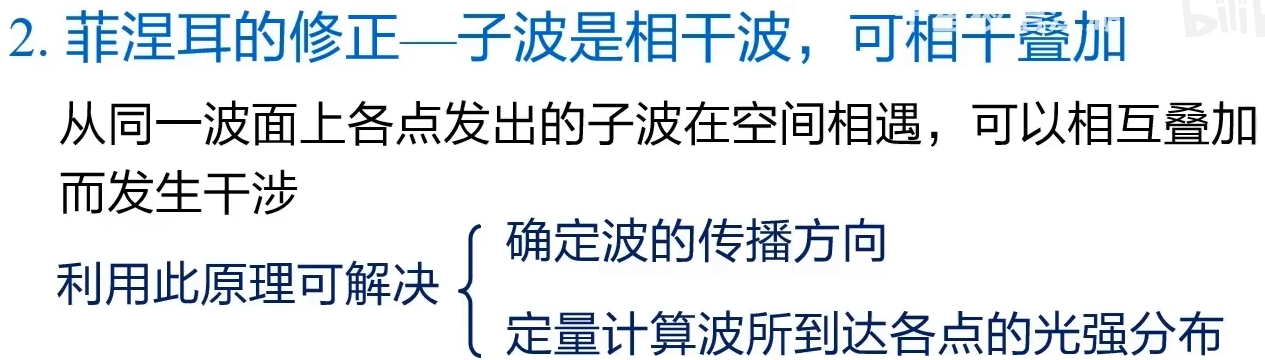 2. 菲涅耳的修正—子波是相干波，可相干叠加
从同一波面上各点发出的子波在空间相遇，可以相互叠加
而发生干涉
利用此原理可解决
确定波的传播方向
定量计算波所到达各点的光强分布